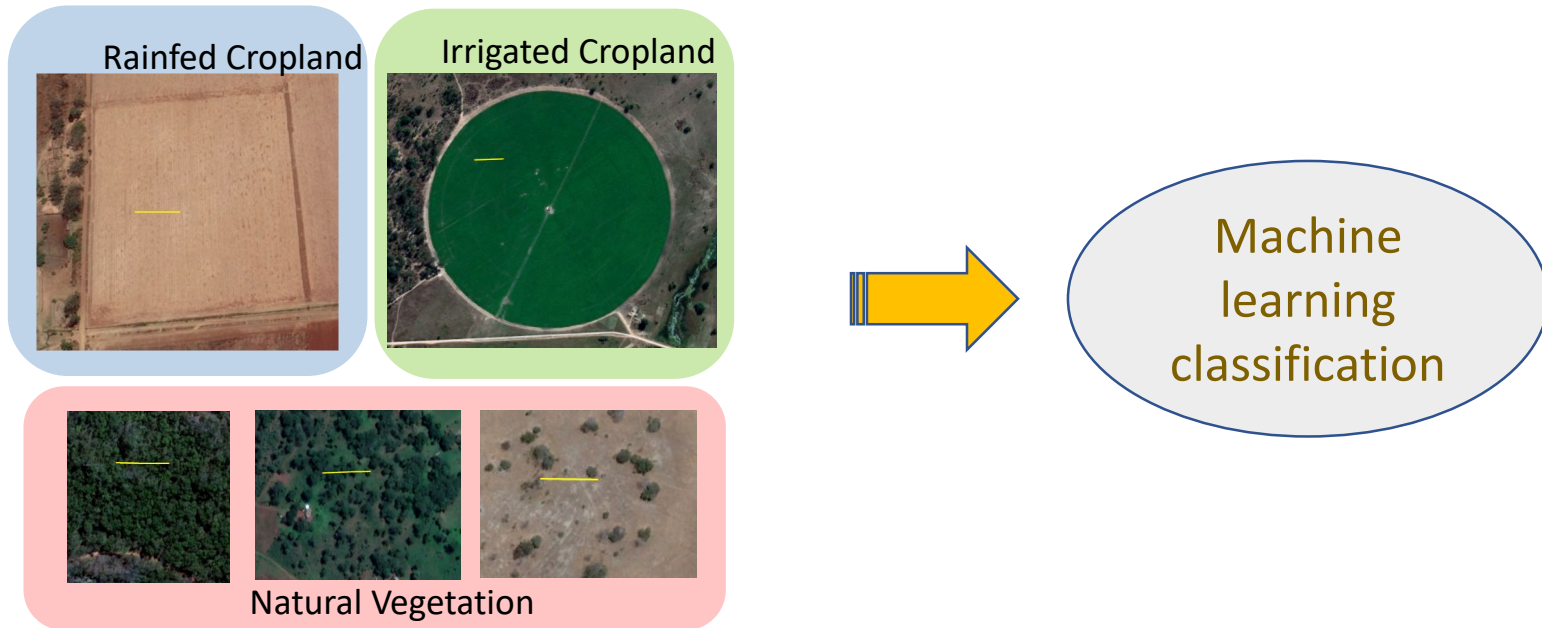 Rainfed Cropland
Irrigated Cropland
Natural Vegetation
Machine
learning
classification